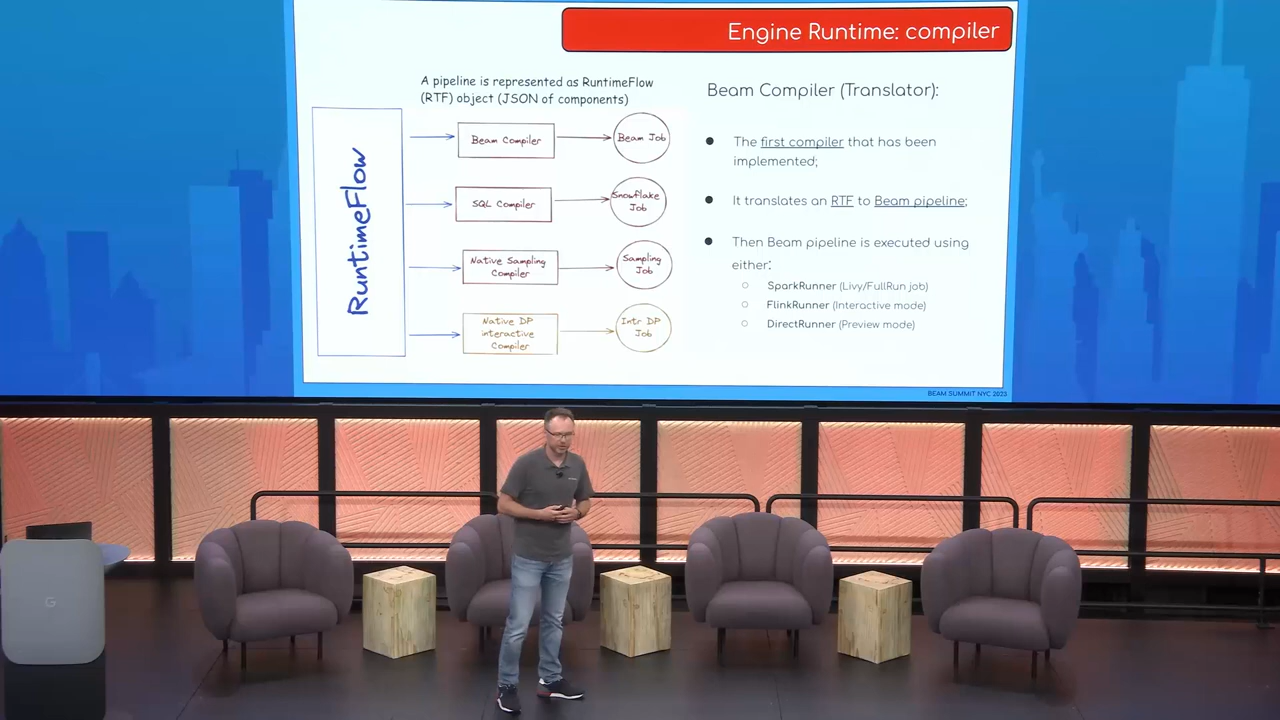 Engine Runtime: compiler
A pipeline is represented as RuntimeFlow
(RTF) object (JSON of components)
RuntimeFlow
Beam Compiler
Beam Job
SQL Compiler
Snowflake
Job
Native Sampling
Compiler
Sampling
Job
Native DP
interactive
Compiler
Intr DP
Job
Beam Compiler (Translator):
● The first compiler that has been
implemented;
● It translates an RTF to Beam pipeline;
● Then Beam pipeline is executed using
either:
○ SparkRunner (Livy/FullRun job)
○ FlinkRunner (Interactive mode)
○ DirectRunner (Preview mode)
BEAM SUMMIT NYC 2023
G